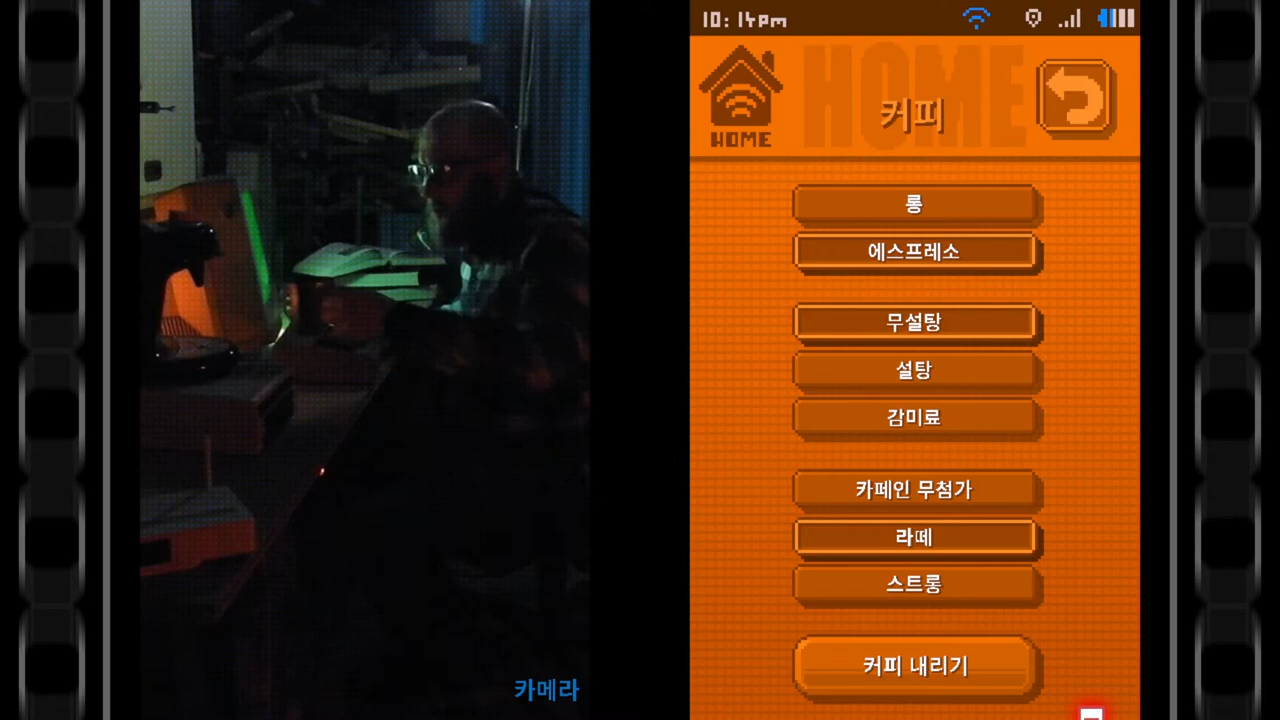 10:14pm
HOME
HOME
커피
롱
에스프레소
무설탕
설탕
감미료
카페인 무첨가
라떼
스트롱
커피 내리기
카메라